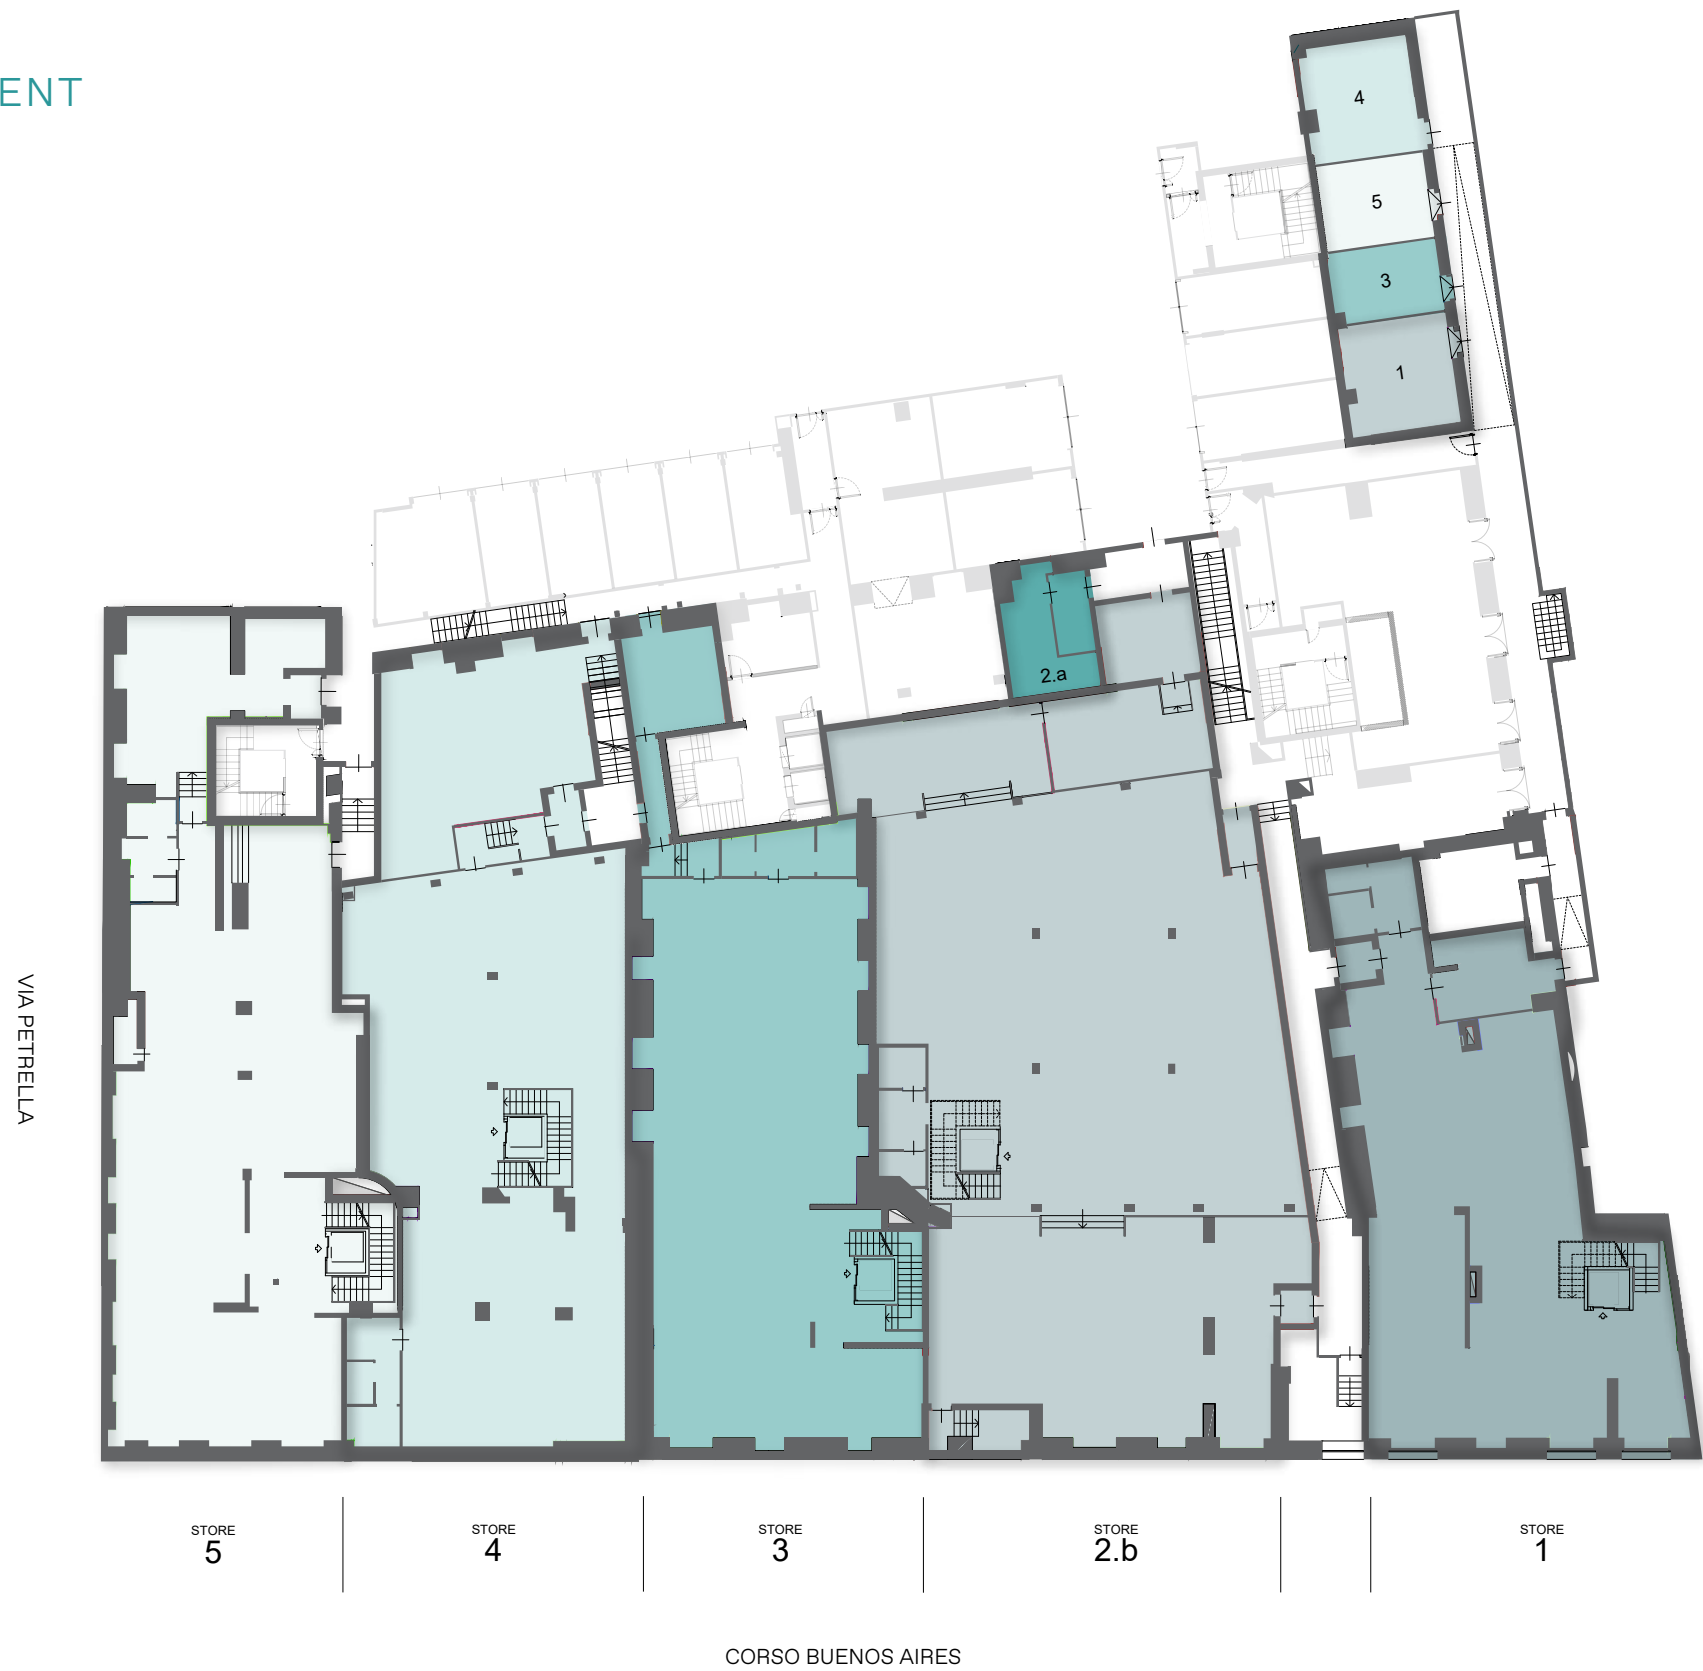 ENT
4
5
3
1
2.a
VIA PETRELLA
STORE
5
STORE
4
STORE
3
STORE
2.b
STORE
1
CORSO BUENOS AIRES